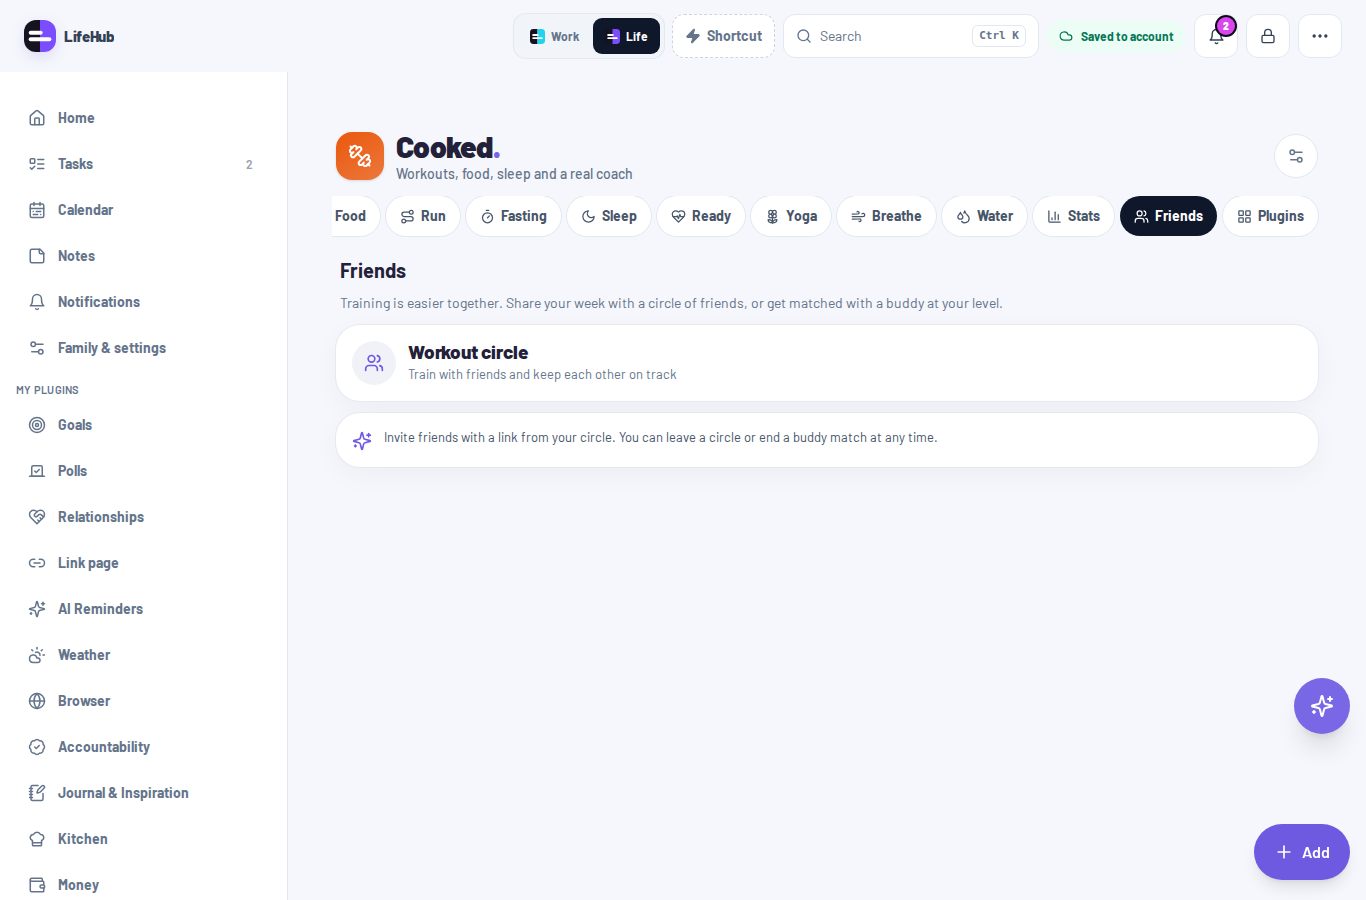 LifeHub
Work
Life
Shortcut
Search
Ctrl K
Saved to account
2
Home
Tasks
2
Calendar
Notes
Notifications
Family & settings
MY PLUGINS
Goals
Polls
Relationships
Link page
AI Reminders
Weather
Browser
Accountability
Journal & Inspiration
Kitchen
Money
Cooked.
Workouts, food, sleep and a real coach
Food
Run
Fasting
Sleep
Ready
Yoga
Breathe
Water
Stats
Friends
Plugins
Friends
Training is easier together. Share your week with a circle of friends, or get matched with a buddy at your level.
Workout circle
Train with friends and keep each other on track
Invite friends with a link from your circle. You can leave a circle or end a buddy match at any time.
Add